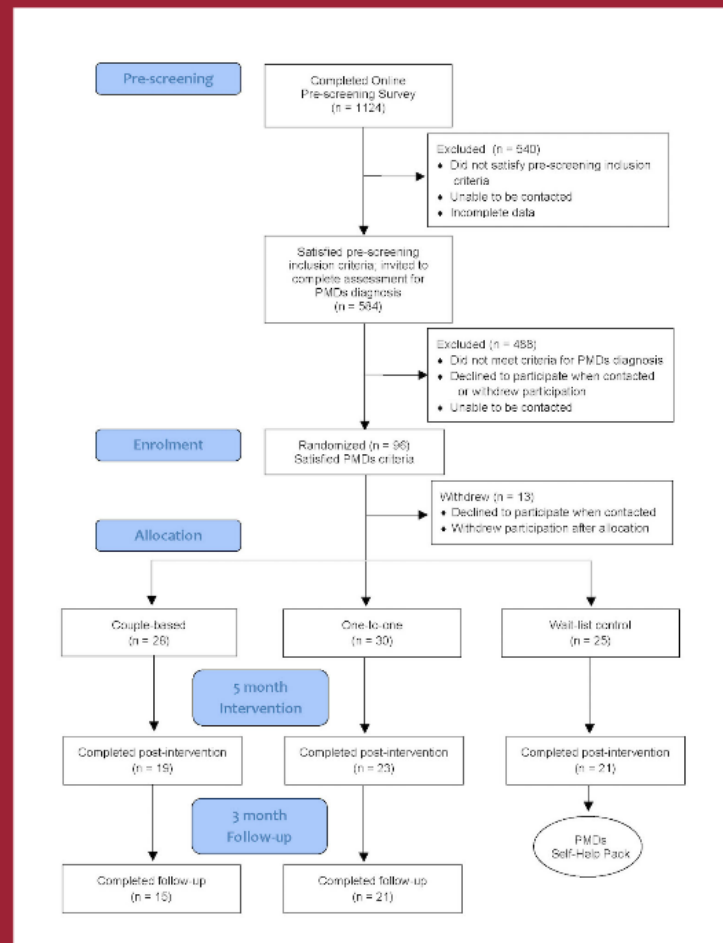 Pre-screening
Completed Online
Pre-screening Survey
(n = 1124)
Excluded (n = 540)
♦ Did not satisfy pre-screening inclusion
criteria
♦ Unable to be contacted
♦ Incomplete data
Satisfied pre-screening
inclusion criteria; invited to
complete assessment for
PMDs diagnosis
(n = 584)
Excluded (n = 488)
♦ Did not meet criteria for PMDs diagnosis
♦ Declined to participate when contacted
or withdrew participation
♦ Unable to be contacted
Enrolment
Randomized (n = 96)
Satisfied PMDs criteria
Withdrew (n = 13)
♦ Declined to participate when contacted
♦ Withdrew participation after allocation
Allocation
Couple-based
(n = 28)
One-to-one
(n = 30)
Wait-list control
(n = 25)
5 month
Intervention
Completed post-intervention
(n = 19)
Completed post-intervention
(n = 23)
Completed post-intervention
(n = 21)
3 month
Follow-up
PMDs
Self-Help Pack
Completed follow-up
(n = 15)
Completed follow-up
(n = 21)